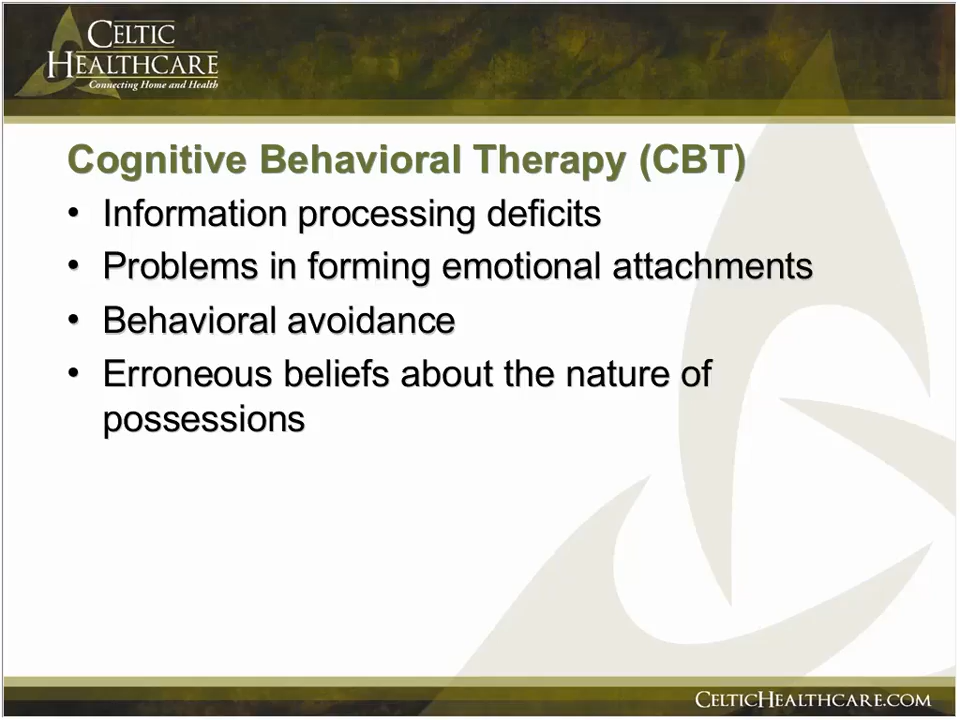 CELTIC
HEALTHCARE
Connecting Home and Health
Cognitive Behavioral Therapy (CBT)
• Information processing deficits
• Problems in forming emotional attachments
• Behavioral avoidance
• Erroneous beliefs about the nature of
possessions
CELTICHEALTHCARE.COM